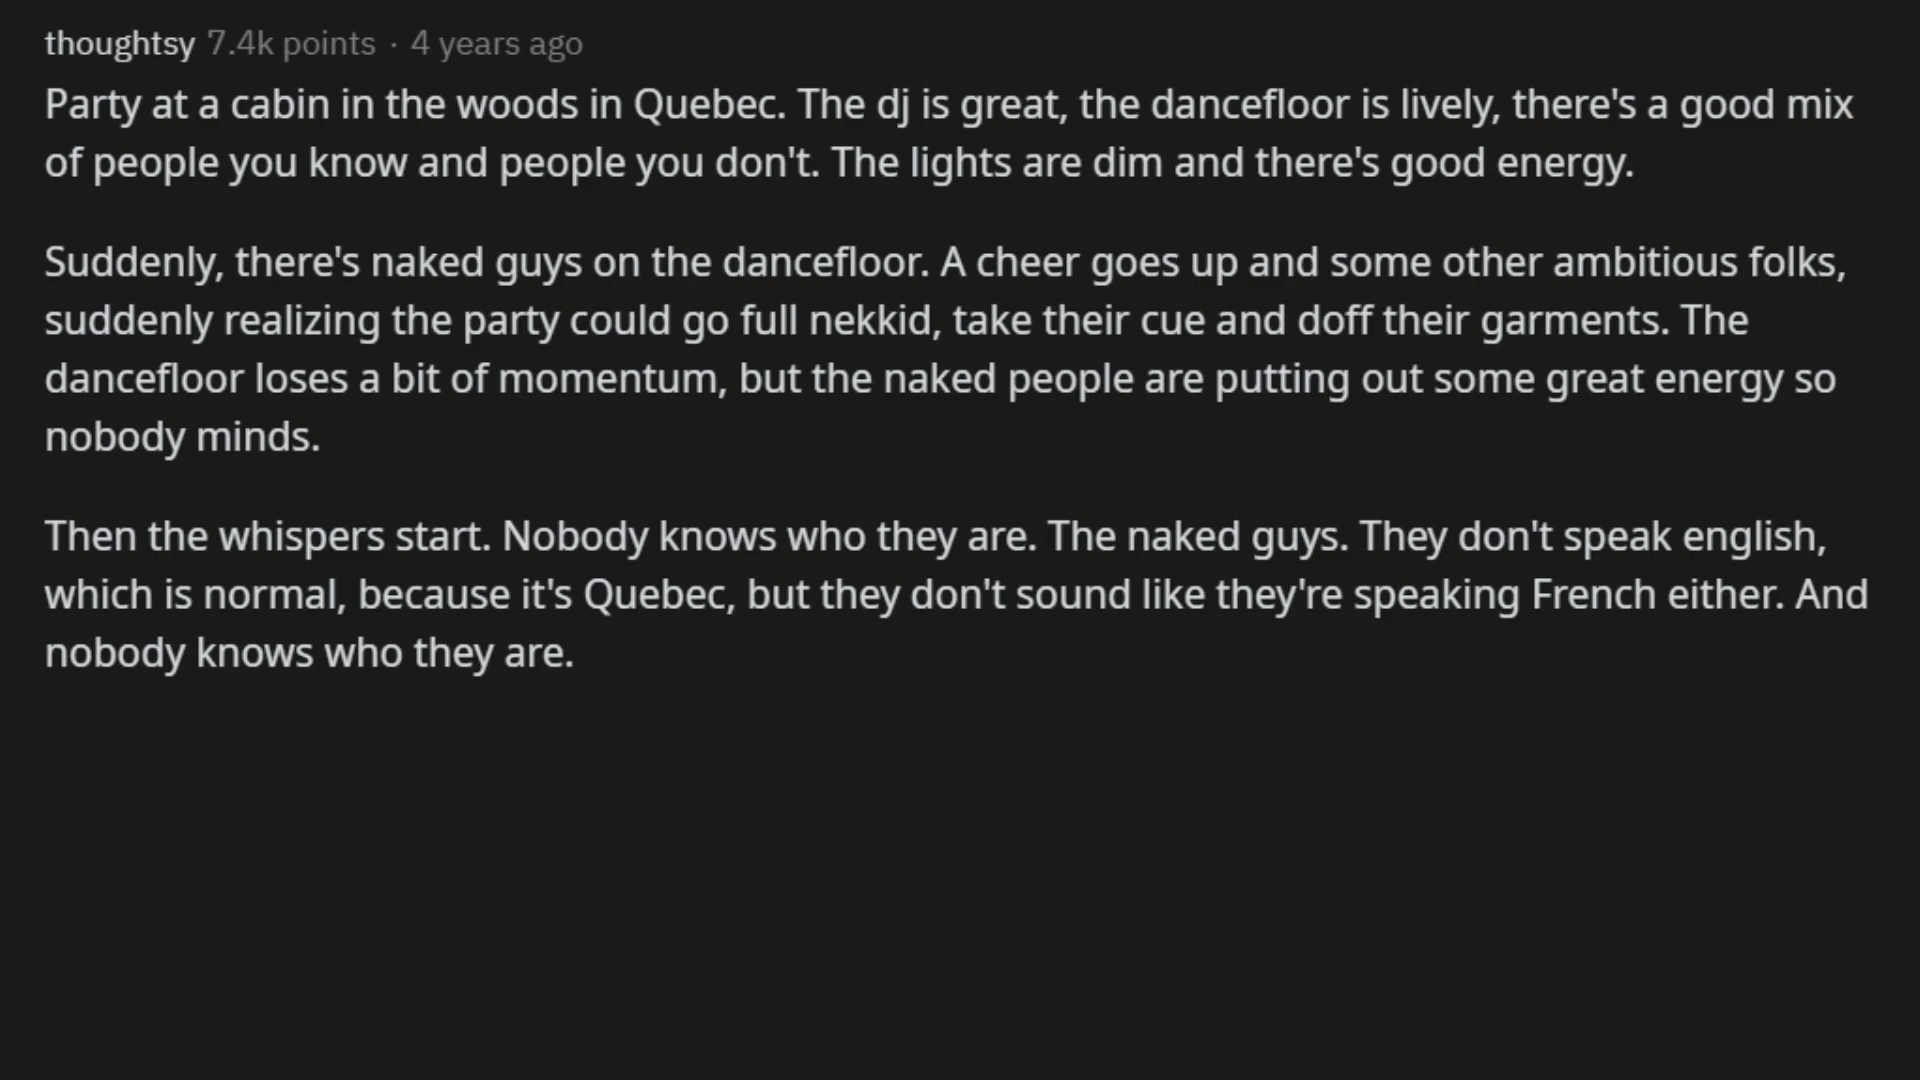 thoughtsy 7.4k points · 4 years ago
Party at a cabin in the woods in Quebec. The dj is great, the dancefloor is lively, there's a good mix
of people you know and people you don't. The lights are dim and there's good energy.
Suddenly, there's naked guys on the dancefloor. A cheer goes up and some other ambitious folks,
suddenly realizing the party could go full nekkid, take their cue and doff their garments. The
dancefloor loses a bit of momentum, but the naked people are putting out some great energy so
nobody minds.
Then the whispers start. Nobody knows who they are. The naked guys. They don't speak english,
which is normal, because it's Quebec, but they don't sound like they're speaking French either. And
nobody knows who they are.